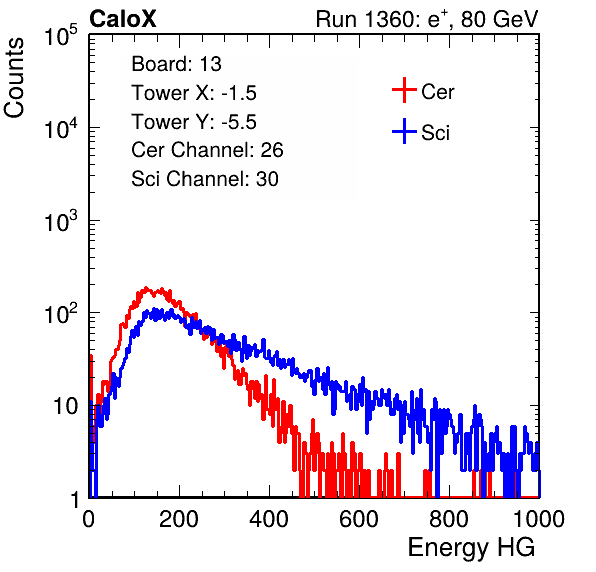 CaloX Run 1360: e⁺, 80 GeV
Counts
Board: 13
Tower X: -1.5
Tower Y: -5.5
Cer Channel: 26
Sci Channel: 30
Cer
Sci
10⁵
10⁴
10³
10²
10
1
0 200 400 600 800 1000
Energy HG